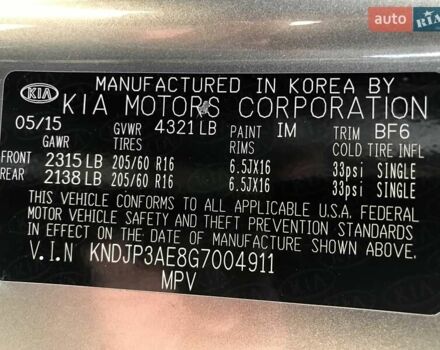 auto RIA
KIA
MANUFACTURED IN KOREA BY
KIA MOTORS CORPORATION
05/15 GVWR 4321 LB PAINT IM TRIM BF6
GAWR TIRES RIMS COLD TIRE INFL
FRONT 2315 LB 205/60 R16 6.5JX16 33psi SINGLE
REAR 2138 LB 205/60 R16 6.5JX16 33psi SINGLE
THIS VEHICLE CONFORMS TO ALL APPLICABLE U.S.A. FEDERAL
MOTOR VEHICLE SAFETY AND THEFT PREVENTION STANDARDS
IN EFFECT ON THE DATE OF MANUFACTURE SHOWN ABOVE.
V.I.N KNDJP3AE8G7004911
MPV